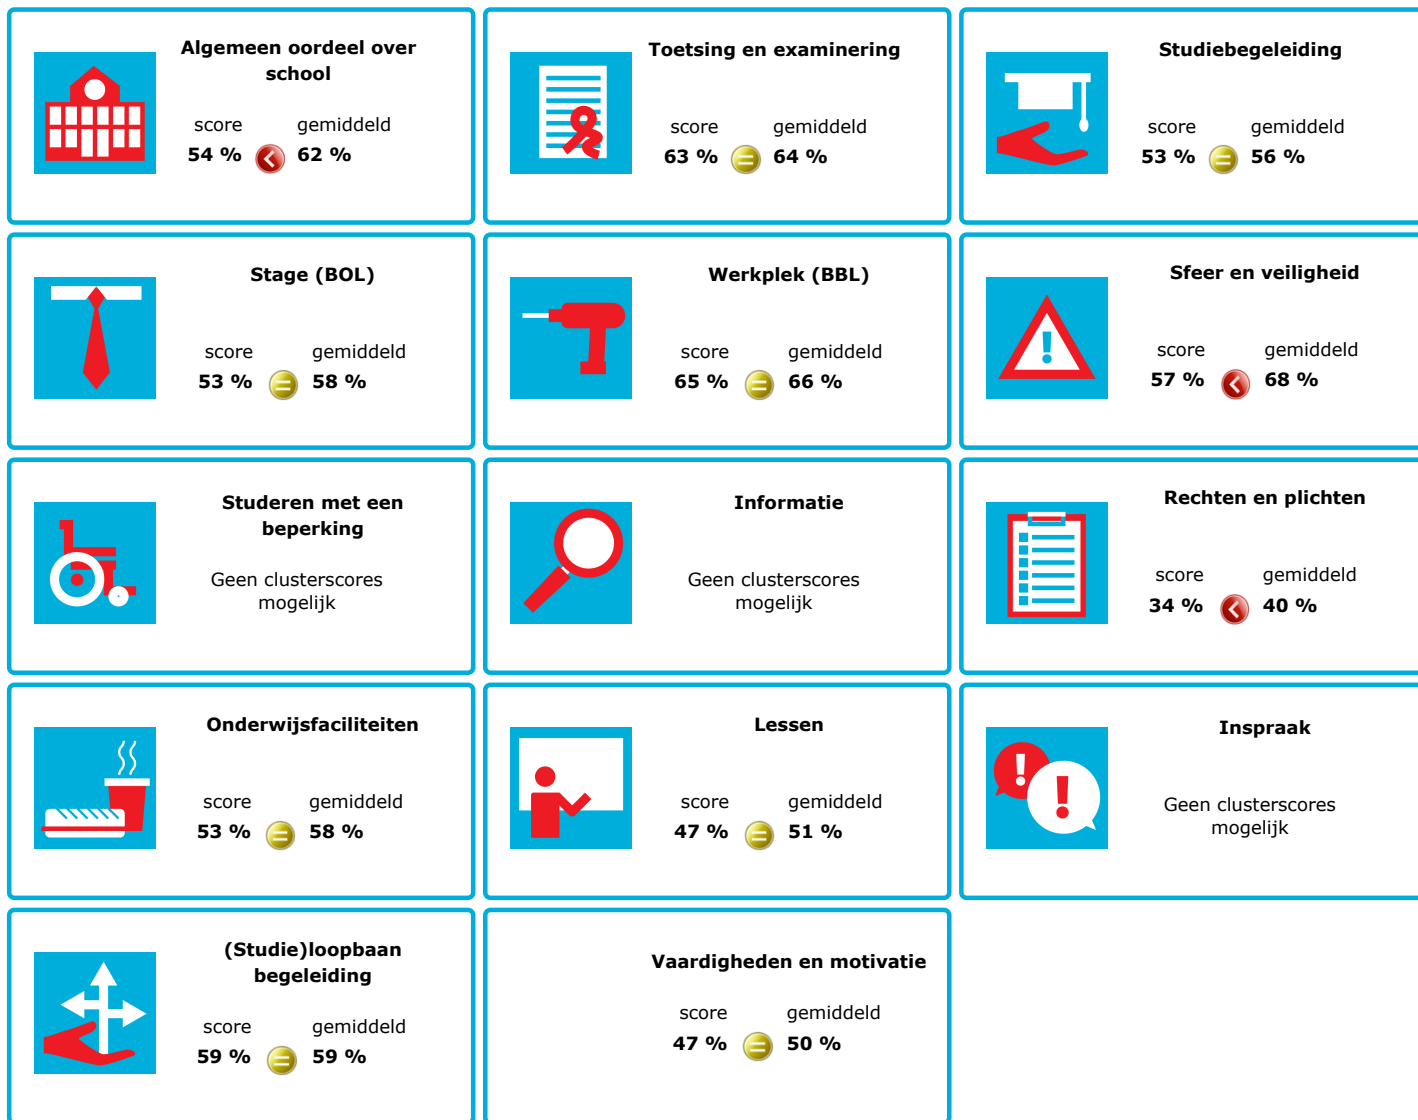 Algemeen oordeel over
school
score gemiddeld
54 % 62 %
Toetsing en examinering
score gemiddeld
63 % 64 %
Studiebegeleiding
score gemiddeld
53 % 56 %
Stage (BOL)
score gemiddeld
53 % 58 %
Werkplek (BBL)
score gemiddeld
65 % 66 %
Sfeer en veiligheid
score gemiddeld
57 % 68 %
Studeren met een
beperking
Geen clusterscores
mogelijk
Informatie
Geen clusterscores
mogelijk
Rechten en plichten
score gemiddeld
34 % 40 %
Onderwijsfaciliteiten
score gemiddeld
53 % 58 %
Lessen
score gemiddeld
47 % 51 %
Inspraak
Geen clusterscores
mogelijk
(Studie)loopbaan
begeleiding
score gemiddeld
59 % 59 %
Vaardigheden en motivatie
score gemiddeld
47 % 50 %